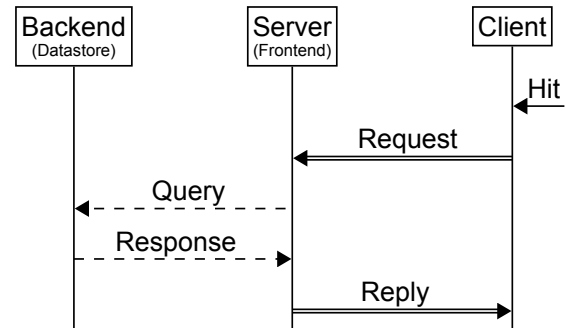 Backend
(Datastore)
Server
(Frontend)
Client
Hit
Request
Query
Response
Reply